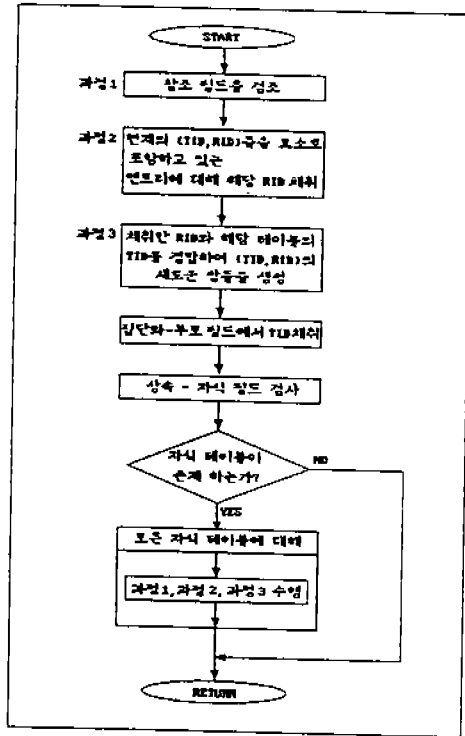 START
과정1 참조 필드를 검조
과정2 현재의 (TID,RID)쌍을 요소로
포함하고 있는
엔트리에 대해 해당 RID 채취
과정3 채취한 RID와 해당 테이블의
TID를 결합하여 (TID,RID)의
새로운 쌍들을 생성
집단화-부모 필드에서 TID채취
상속 - 자식 필드 검사
자식 테이블이
존재 하는가?
NO
YES
모든 자식 테이블에 대해
과정1,과정2,과정3 수행
RETURN